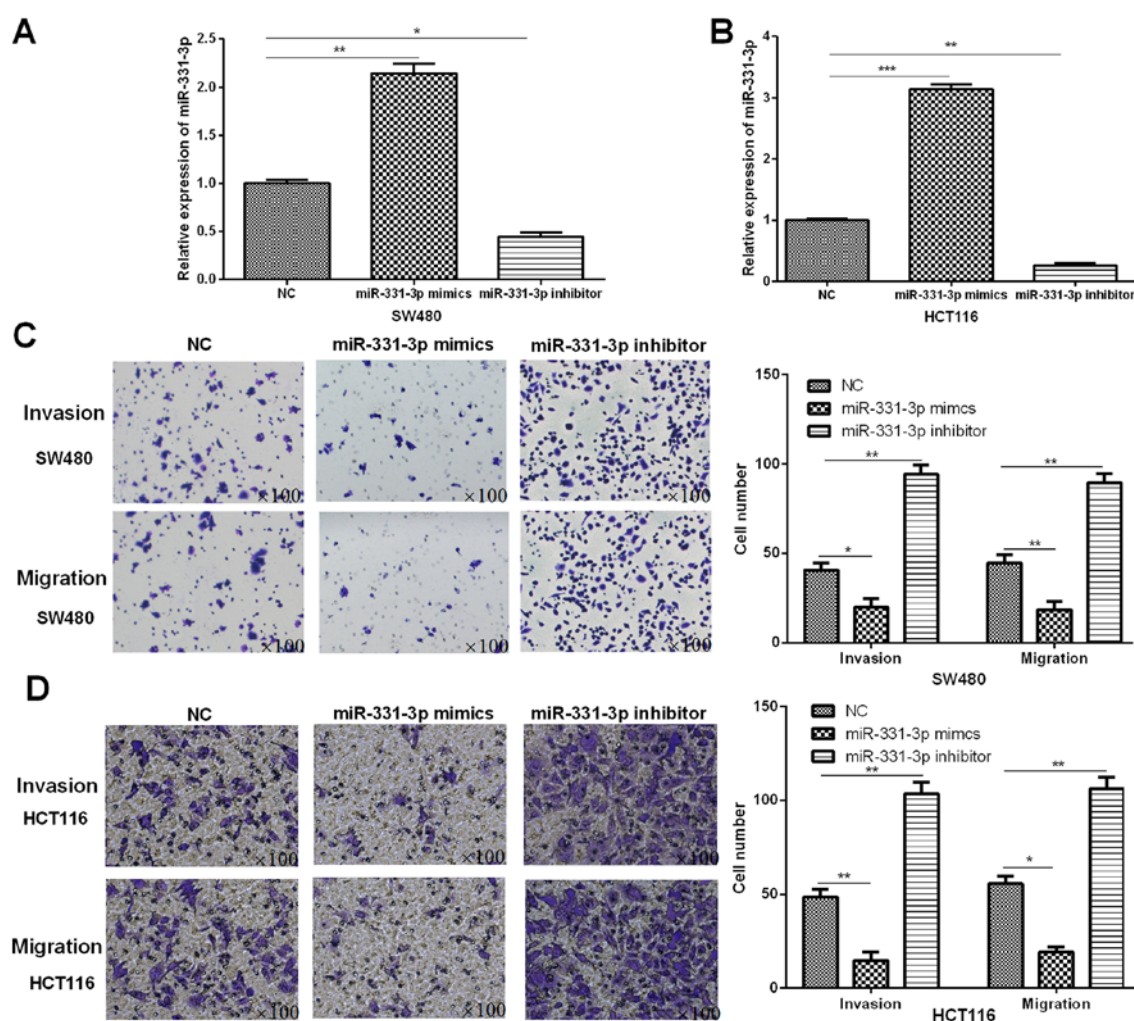 A
Relative expression of miR-331-3p
2.5
2.0
1.5
1.0
0.5
0.0
*
**
NC
miR-331-3p mimics
miR-331-3p inhibitor
SW480
B
Relative expression of miR-331-3p
4
3
2
1
0
**
***
NC
miR-331-3p mimics
miR-331-3p inhibitor
HCT116
C
NC
miR-331-3p mimics
miR-331-3p inhibitor
Invasion
SW480
×100
×100
×100
Migration
SW480
×100
×100
×100
Cell number
150
100
50
0
NC
miR-331-3p mimcs
miR-331-3p inhibitor
**
*
**
**
Invasion
Migration
SW480
D
NC
miR-331-3p mimics
miR-331-3p inhibitor
Invasion
HCT116
×100
×100
×100
Migration
HCT116
×100
×100
×100
Cell number
150
100
50
0
NC
miR-331-3p mimcs
miR-331-3p inhibitor
**
**
**
*
Invasion
Migration
HCT116